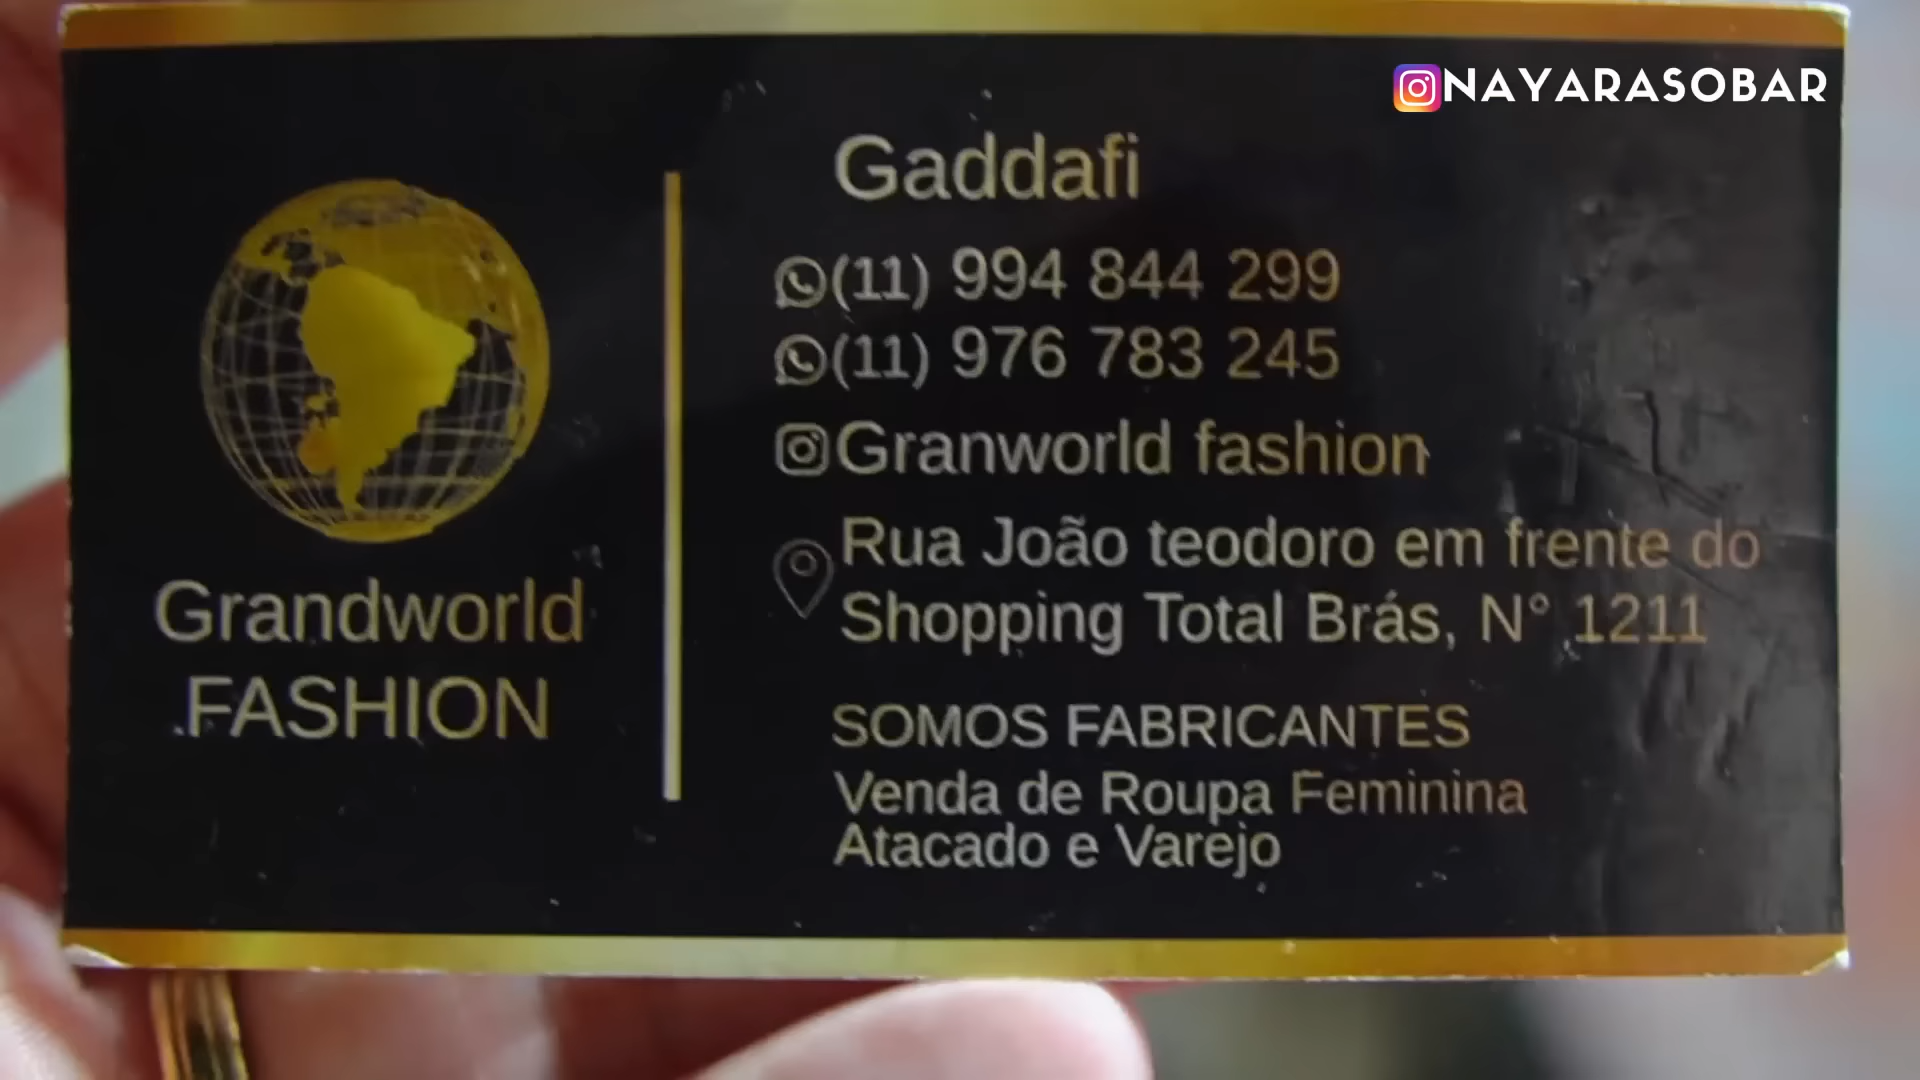 NAYARASOBAR
Gaddafi
(11) 994 844 299
(11) 976 783 245
Granworld fashion
Rua João teodoro em frente do
Shopping Total Brás, N° 1211
SOMOS FABRICANTES
Venda de Roupa Feminina
Atacado e Varejo
Grandworld
FASHION